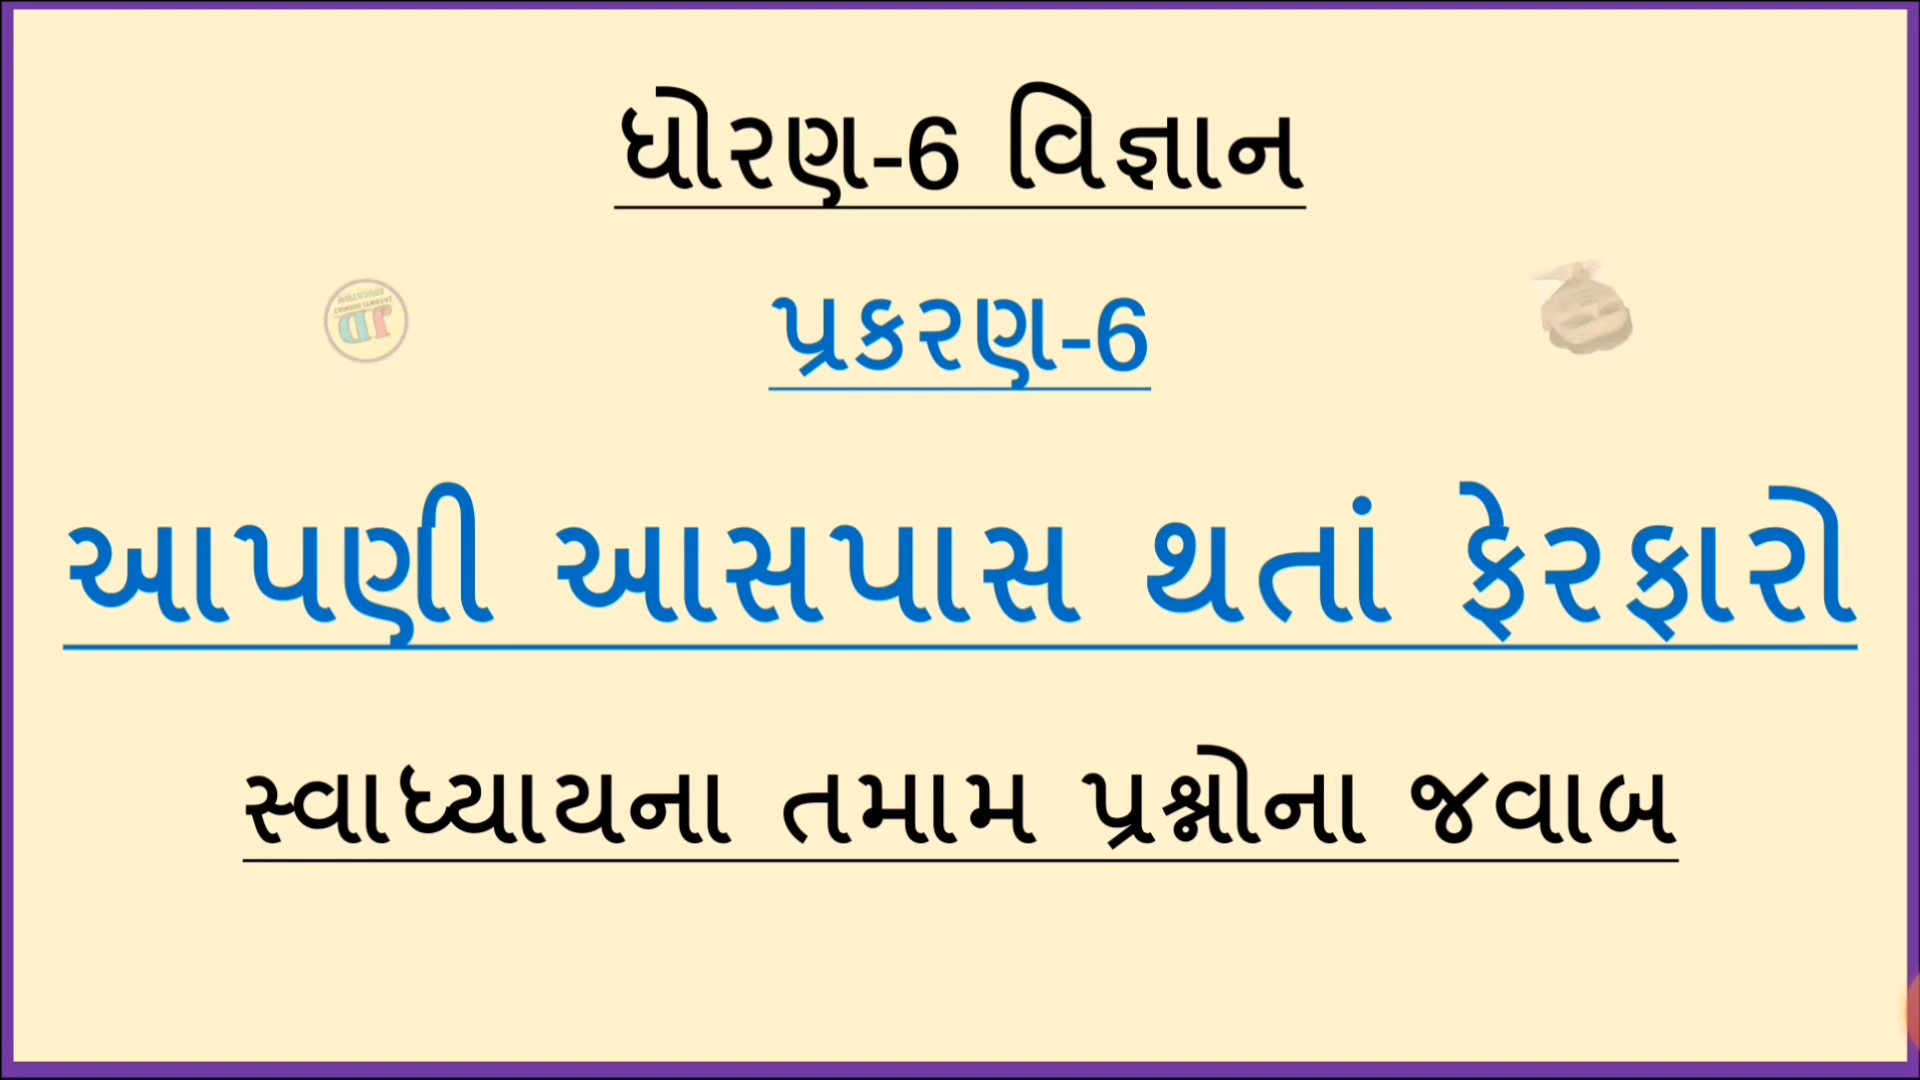 ધોરણ-6 વિજ્ઞાન
પ્રકરણ-6
આપણી આસપાસ થતાં ફેરફારો
સ્વાધ્યાયના તમામ પ્રશ્નોના જવાબ